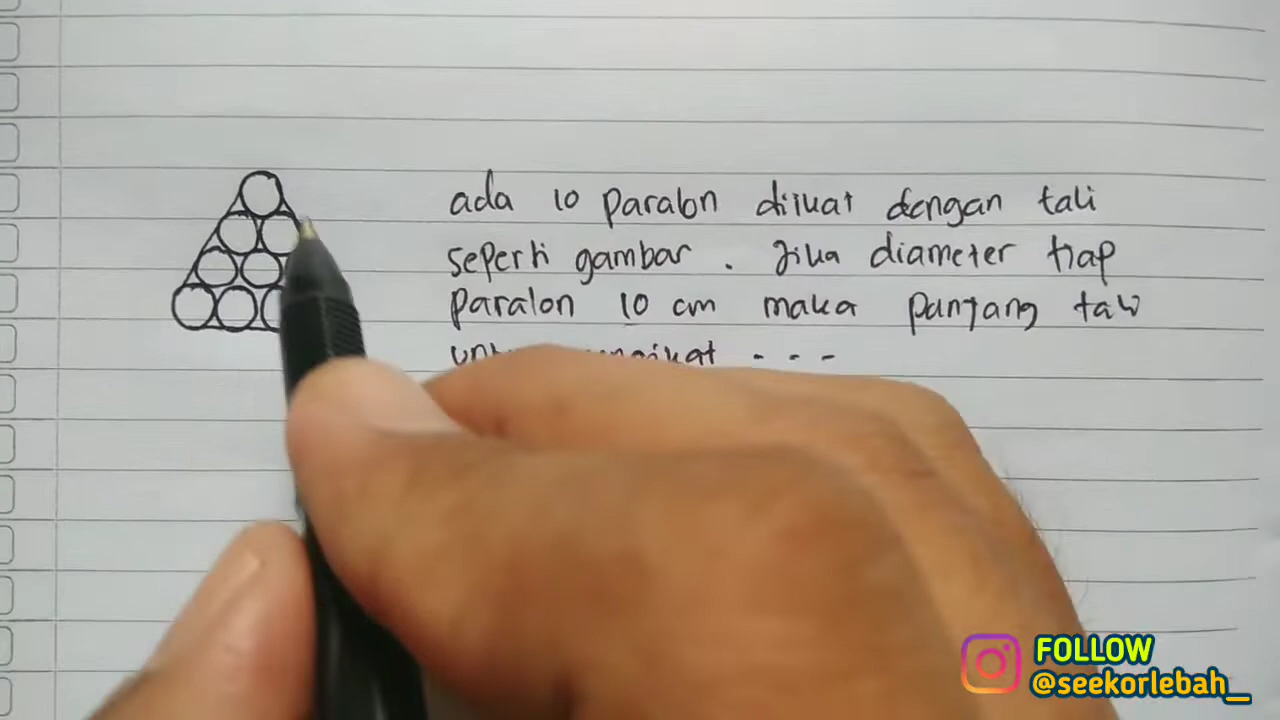 ada 10 paralon diikat dengan tali
seperti gambar . Jika diameter tiap
paralon 10 cm maka panjang tali
- - -
FOLLOW
@seekorlebah_